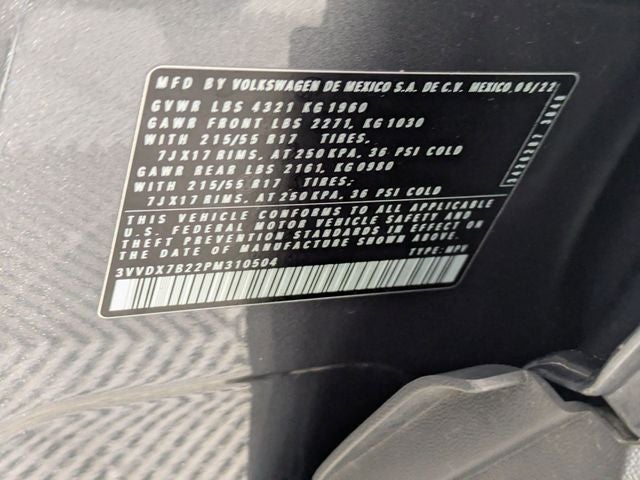 MFD BY VOLKSWAGEN DE MEXICO S.A. DE C.V. MEXICO, 08/22
GVWR LBS 4321 KG 1960
GAWR FRONT LBS 2271, KG 1030
WITH 215/55 R17 TIRES,
7JX17 RIMS, AT 250 KPA, 36 PSI COLD
GAWR REAR LBS 2161, KG 0980
WITH 215/55 R17 TIRES,
7JX17 RIMS, AT 250 KPA, 36 PSI COLD
THIS VEHICLE CONFORMS TO ALL APPLICABLE
U.S. FEDERAL MOTOR VEHICLE SAFETY AND
THEFT PREVENTION STANDARDS IN EFFECT ON THE
DATE OF MANUFACTURE SHOWN ABOVE.
3VVDX7B22PM310504 TYPE: MPV